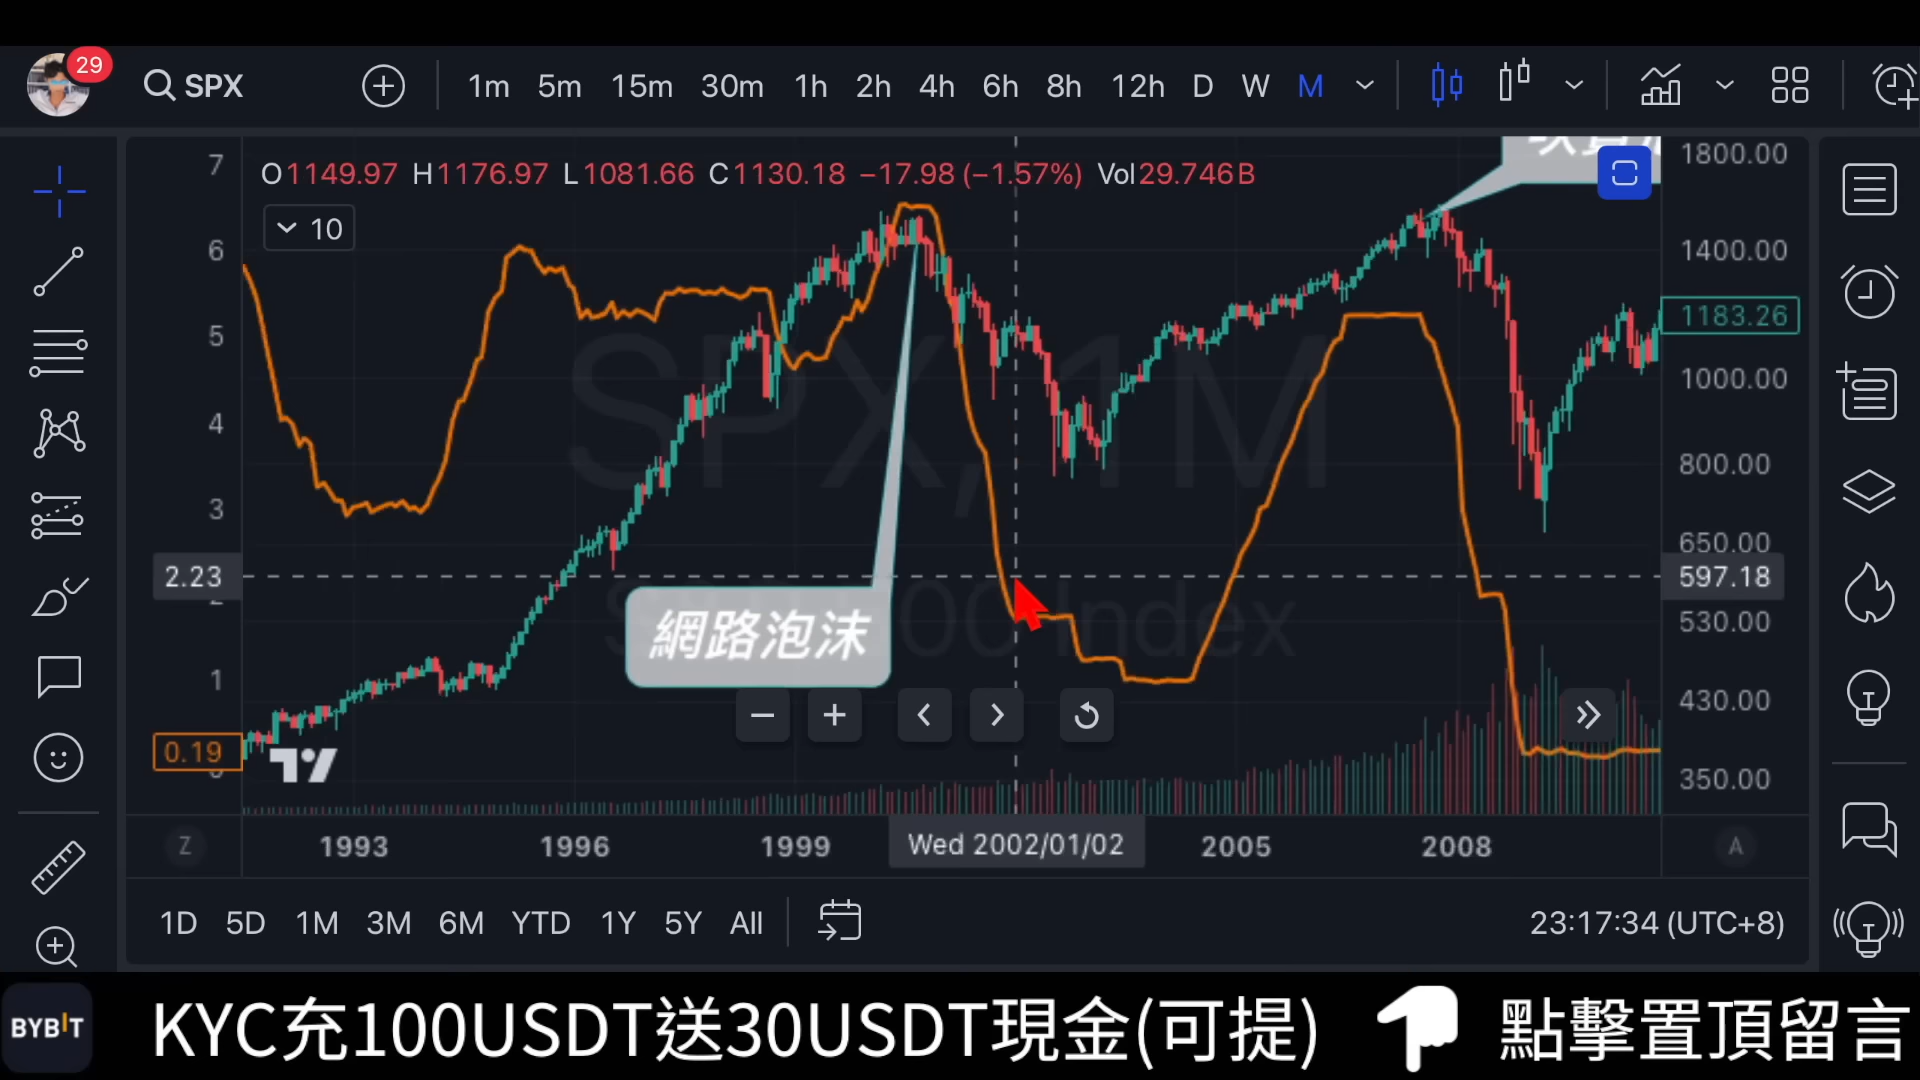 29
SPX
1m 5m 15m 30m 1h 2h 4h 6h 8h 12h D W M
O1149.97 H1176.97 L1081.66 C1130.18 −17.98 (−1.57%) Vol29.746B
10
7
6
5
4
3
2.23
1
0.19
1800.00
1400.00
1183.26
1000.00
800.00
650.00
597.18
530.00
430.00
350.00
SPX, 1M
網路泡沫
Index
Z
1993 1996 1999 Wed 2002/01/02 2005 2008
A
1D 5D 1M 3M 6M YTD 1Y 5Y All
23:17:34 (UTC+8)
BYBIT
KYC充100USDT送30USDT現金(可提)
點擊置頂留言